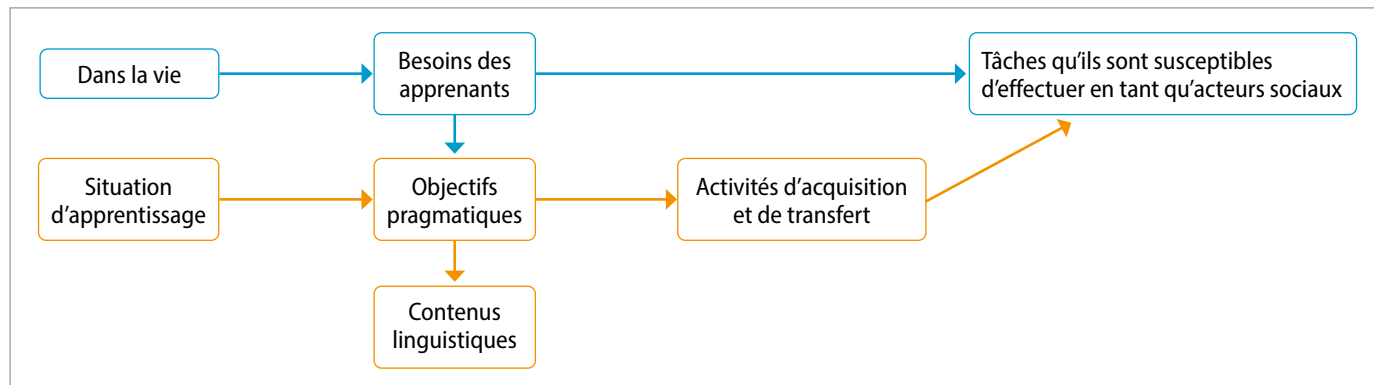 Dans la vie
Besoins des
apprenants
Tâches qu'ils sont susceptibles
d'effectuer en tant qu'acteurs sociaux
Situation
d'apprentissage
Objectifs
pragmatiques
Activités d'acquisition
et de transfert
Contenus
linguistiques